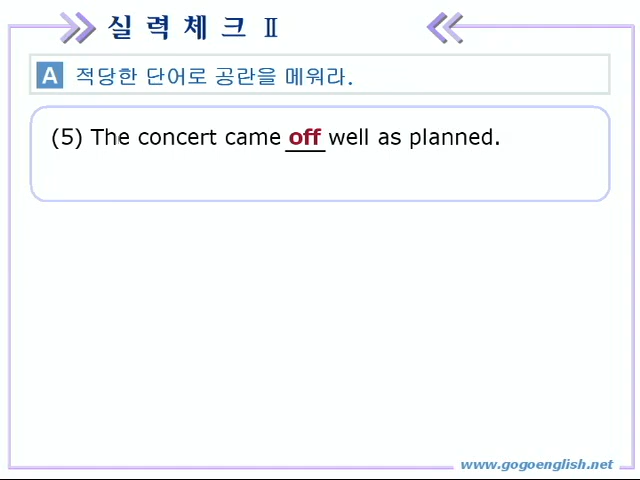 실 력 체 크 Ⅱ
A 적당한 단어로 공란을 메워라.
(5) The concert came off well as planned.
www.gogoenglish.net